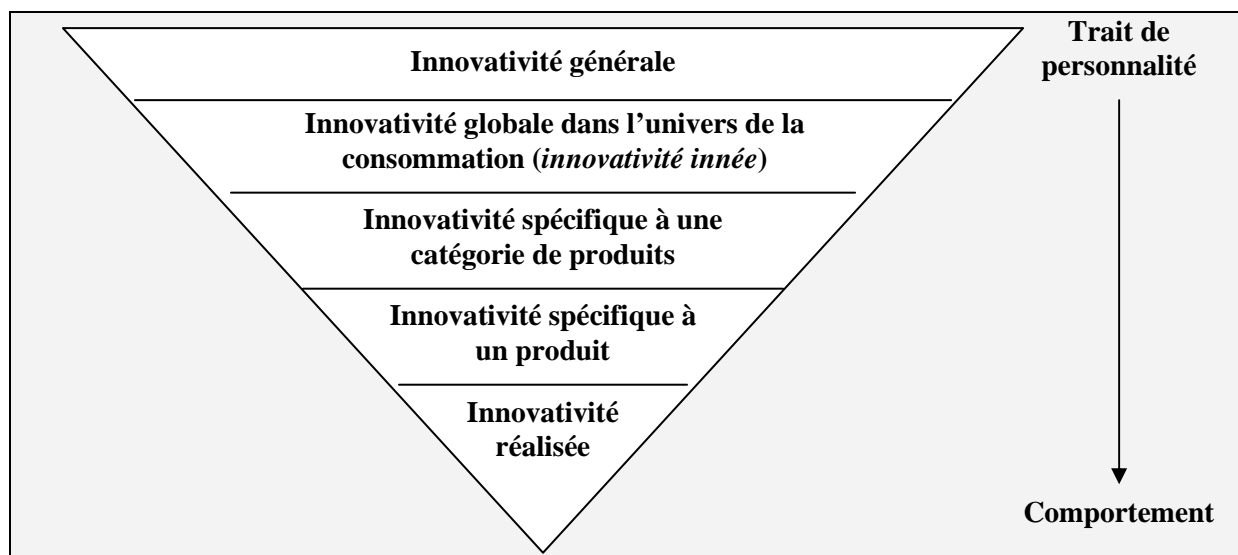 Trait de
personnalité
Innovativité générale
Innovativité globale dans l’univers de la
consommation (innovativité innée)
Innovativité spécifique à une
catégorie de produits
Innovativité spécifique à
un produit
Innovativité
réalisée
Comportement